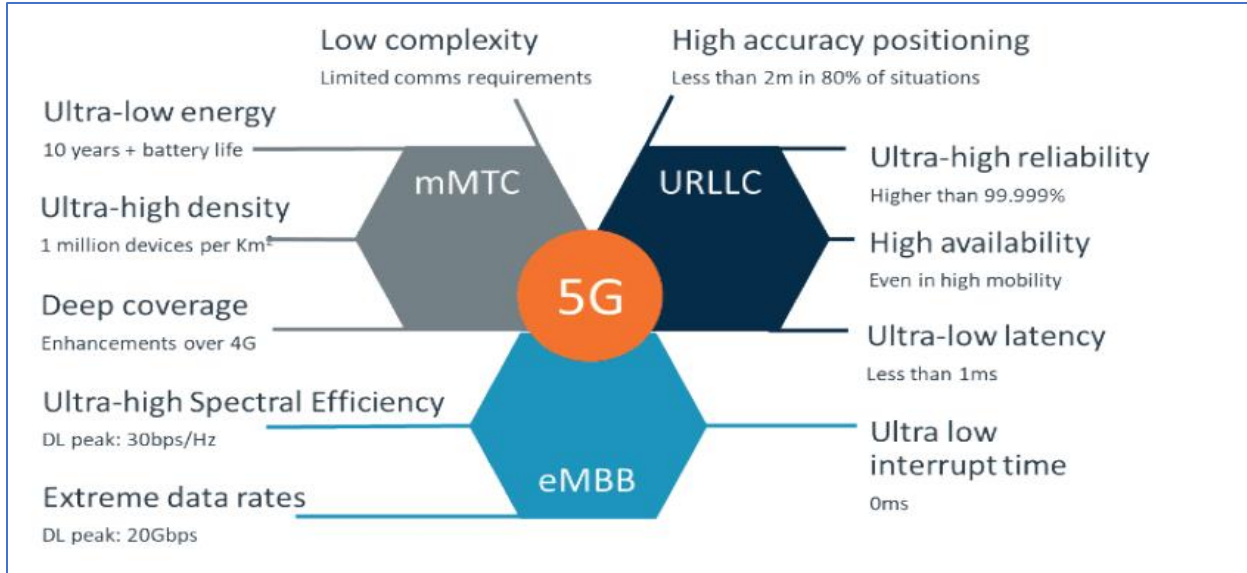 Low complexity
Limited comms requirements
High accuracy positioning
Less than 2m in 80% of situations
Ultra-low energy
10 years + battery life
mMTC
URLLC
Ultra-high reliability
Higher than 99.999%
Ultra-high density
1 million devices per Km²
High availability
Even in high mobility
5G
Deep coverage
Enhancements over 4G
Ultra-low latency
Less than 1ms
Ultra-high Spectral Efficiency
DL peak: 30bps/Hz
Ultra low
interrupt time
0ms
eMBB
Extreme data rates
DL peak: 20Gbps